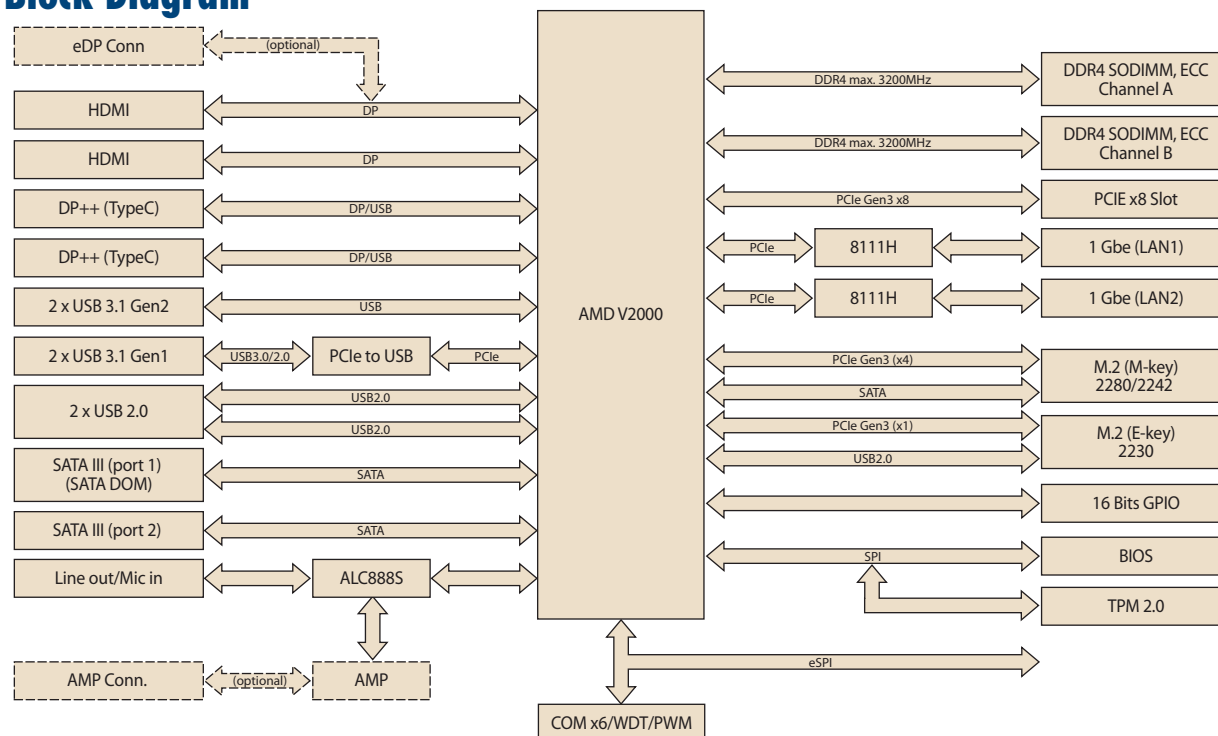 Block Diagram
eDP Conn
(optional)
HDMI
DP
HDMI
DP
DP++ (TypeC)
DP/USB
DP++ (TypeC)
DP/USB
2 x USB 3.1 Gen2
USB
2 x USB 3.1 Gen1
USB3.0/2.0
PCIe to USB
PCIe
2 x USB 2.0
USB2.0
USB2.0
SATA III (port 1)
(SATA DOM)
SATA
SATA III (port 2)
SATA
Line out/Mic in
ALC888S
AMP Conn.
(optional)
AMP
AMD V2000
COM x6/WDT/PWM
DDR4 max. 3200MHz
DDR4 SODIMM, ECC
Channel A
DDR4 max. 3200MHz
DDR4 SODIMM, ECC
Channel B
PCIe Gen3 x8
PCIE x8 Slot
PCIe
8111H
1 Gbe (LAN1)
PCIe
8111H
1 Gbe (LAN2)
PCIe Gen3 (x4)
SATA
M.2 (M-key)
2280/2242
PCIe Gen3 (x1)
USB2.0
M.2 (E-key)
2230
16 Bits GPIO
SPI
BIOS
TPM 2.0
eSPI